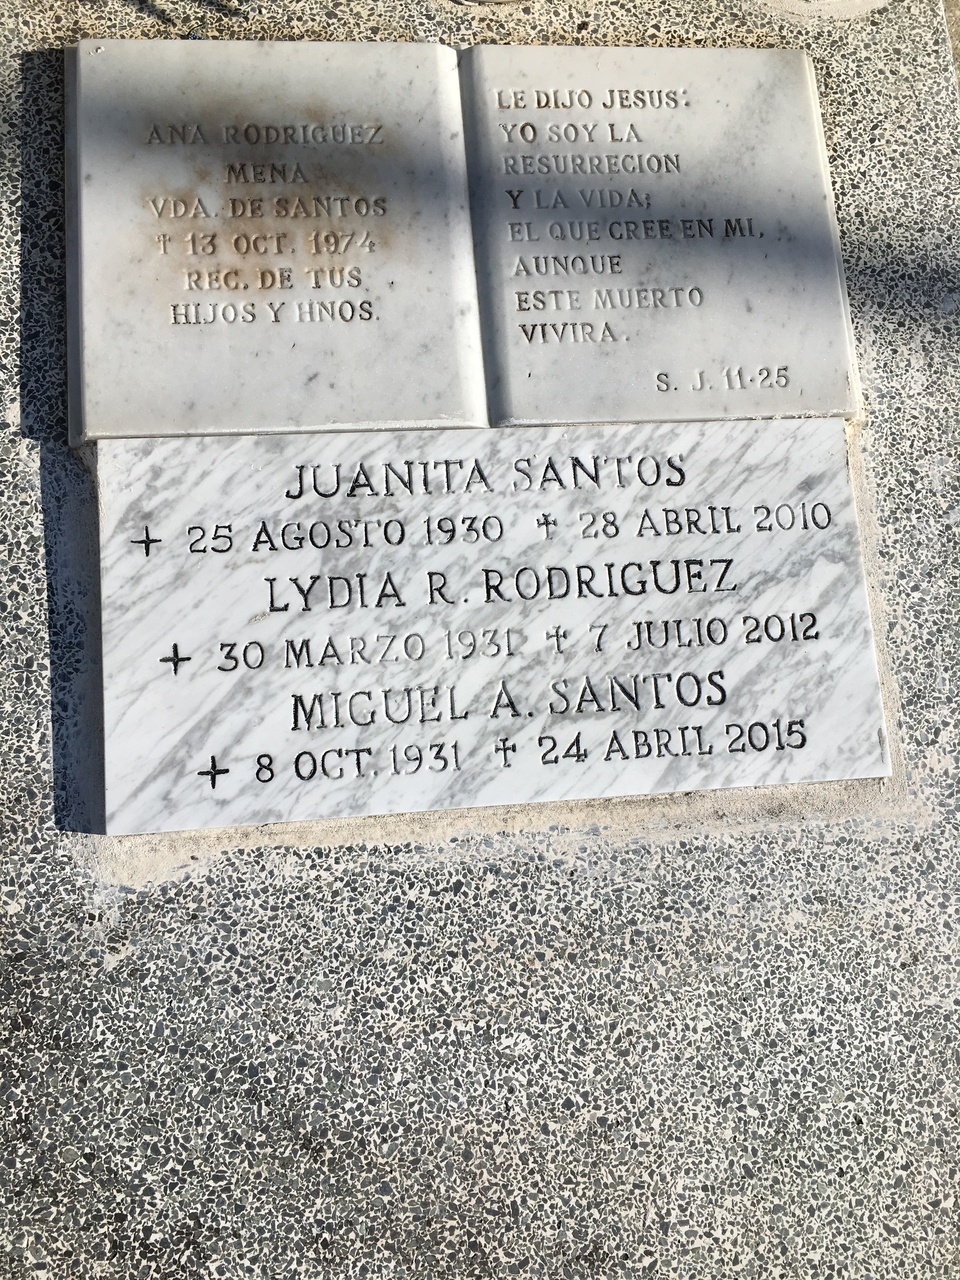 ANA RODRIGUEZ
MENA
VDA. DE SANTOS
† 13 OCT. 1974
REC. DE TUS
HIJOS Y HNOS.
LE DIJO JESUS:
YO SOY LA
RESURRECION
Y LA VIDA;
EL QUE CREE EN MI,
AUNQUE
ESTE MUERTO
VIVIRA.
S. J. 11-25
JUANITA SANTOS
+ 25 AGOSTO 1930 ✝ 28 ABRIL 2010
LYDIA R. RODRIGUEZ
+ 30 MARZO 1931 ✝ 7 JULIO 2012
MIGUEL A. SANTOS
+ 8 OCT. 1931 ✝ 24 ABRIL 2015